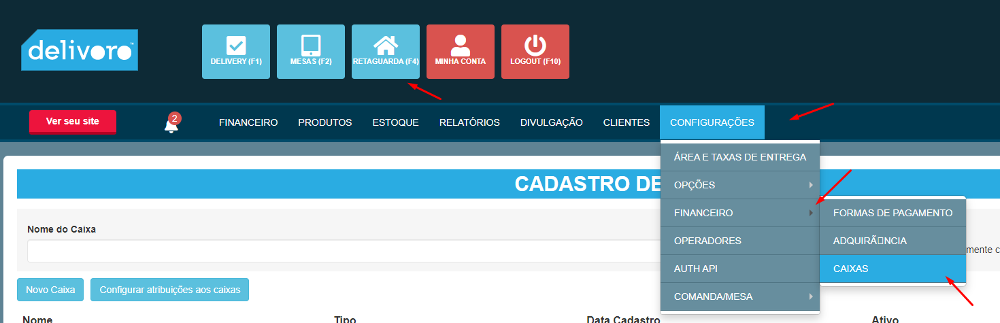 delivoro™
DELIVERY (F1)
MESAS (F2)
RETAGUARDA (F4)
MINHA CONTA
LOGOUT (F10)
Ver seu site
2
FINANCEIRO
PRODUTOS
ESTOQUE
RELATÓRIOS
DIVULGAÇÃO
CLIENTES
CONFIGURAÇÕES
ÁREA E TAXAS DE ENTREGA
OPÇÕES
FINANCEIRO
OPERADORES
AUTH API
COMANDA/MESA
FORMAS DE PAGAMENTO
ADQUIRÃ▯NCIA
CAIXAS
CADASTRO DE
Nome do Caixa
mente c
Novo Caixa
Configurar atribuições aos caixas
Nome
Tipo
Data Cadastro
Ativo